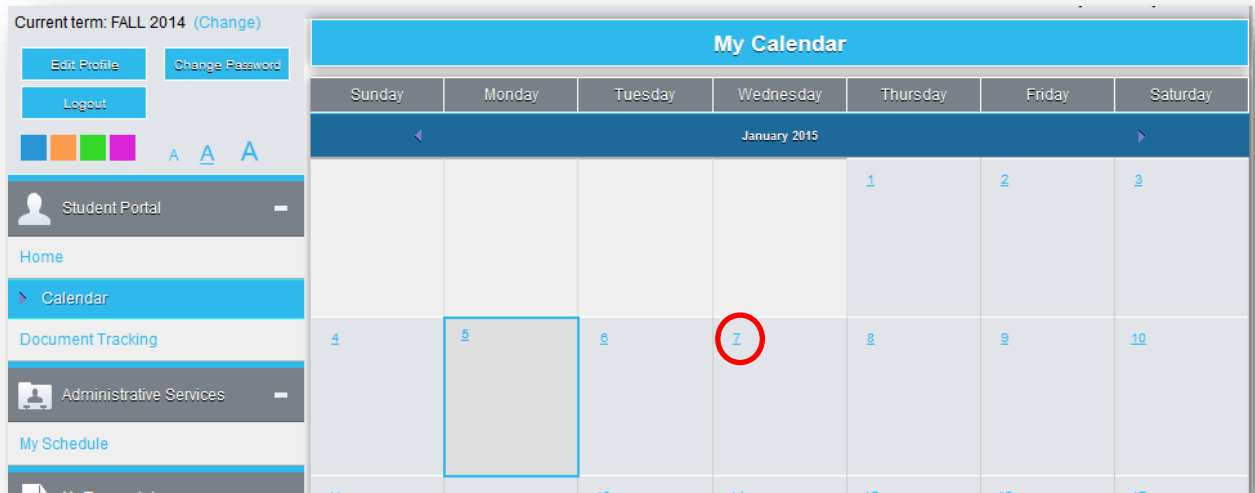 Current term: FALL 2014 (Change)
Edit Profile Change Password
Logout
A A A
Student Portal
Home
Calendar
Document Tracking
Administrative Services
My Schedule
My Calendar
Sunday Monday Tuesday Wednesday Thursday Friday Saturday
January 2015
1 2 3
4 5 6 7 8 9 10